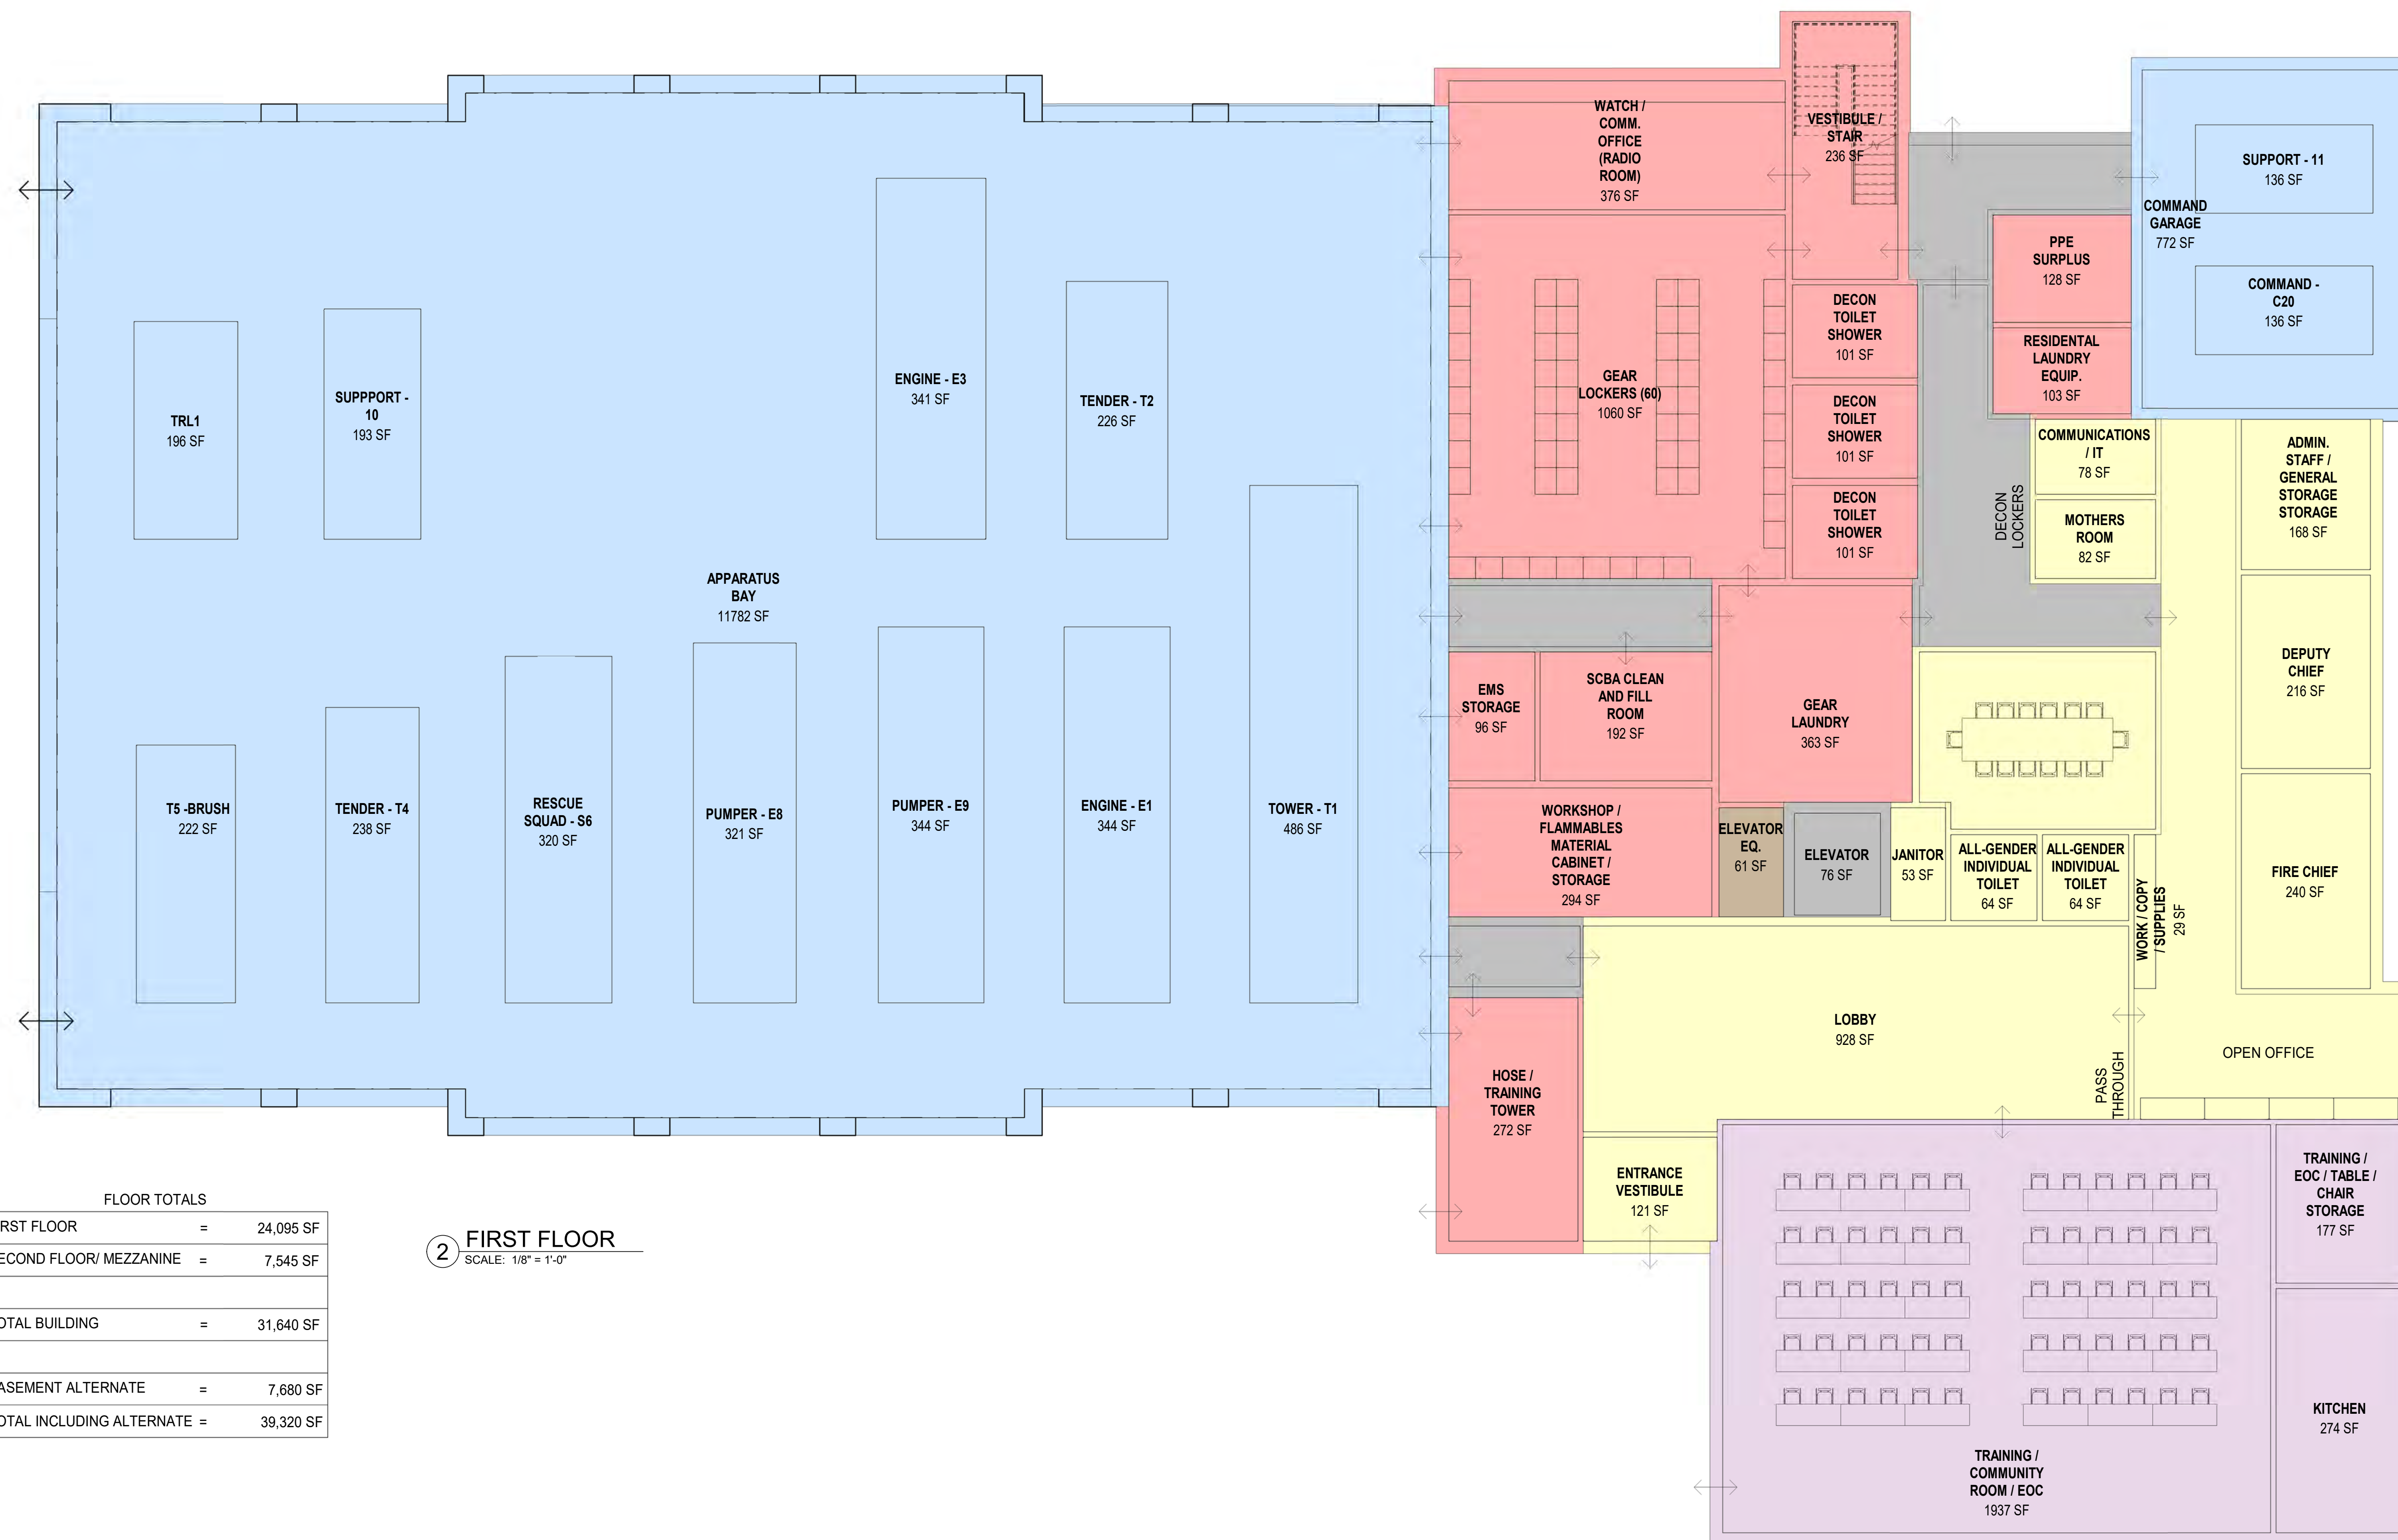 WATCH /
COMM.
OFFICE
(RADIO
ROOM)
376 SF
VESTIBULE /
STAIR
236 SF
SUPPORT - 11
136 SF
COMMAND
GARAGE
772 SF
COMMAND -
C20
136 SF
PPE
SURPLUS
128 SF
RESIDENTAL
LAUNDRY
EQUIP.
103 SF
DECON
TOILET
SHOWER
101 SF
DECON
TOILET
SHOWER
101 SF
DECON
TOILET
SHOWER
101 SF
GEAR
LOCKERS (60)
1060 SF
ENGINE - E3
341 SF
TENDER - T2
226 SF
TRL1
196 SF
SUPPPORT -
10
193 SF
APPARATUS
BAY
11782 SF
COMMUNICATIONS
/ IT
78 SF
MOTHERS
ROOM
82 SF
DECON
LOCKERS
ADMIN.
STAFF /
GENERAL
STORAGE
STORAGE
168 SF
DEPUTY
CHIEF
216 SF
EMS
STORAGE
96 SF
SCBA CLEAN
AND FILL
ROOM
192 SF
GEAR
LAUNDRY
363 SF
T5 -BRUSH
222 SF
TENDER - T4
238 SF
RESCUE
SQUAD - S6
320 SF
PUMPER - E8
321 SF
PUMPER - E9
344 SF
ENGINE - E1
344 SF
TOWER - T1
486 SF
WORKSHOP /
FLAMMABLES
MATERIAL
CABINET /
STORAGE
294 SF
ELEVATOR
EQ.
61 SF
ELEVATOR
76 SF
JANITOR
53 SF
ALL-GENDER
INDIVIDUAL
TOILET
64 SF
ALL-GENDER
INDIVIDUAL
TOILET
64 SF
WORK / COPY
/ SUPPLIES
29 SF
FIRE CHIEF
240 SF
LOBBY
928 SF
PASS
THROUGH
OPEN OFFICE
HOSE /
TRAINING
TOWER
272 SF
ENTRANCE
VESTIBULE
121 SF
TRAINING /
EOC / TABLE /
CHAIR
STORAGE
177 SF
KITCHEN
274 SF
TRAINING /
COMMUNITY
ROOM / EOC
1937 SF
FLOOR TOTALS
RST FLOOR = 24,095 SF
ECOND FLOOR/ MEZZANINE = 7,545 SF
OTAL BUILDING = 31,640 SF
ASEMENT ALTERNATE = 7,680 SF
OTAL INCLUDING ALTERNATE = 39,320 SF
2 FIRST FLOOR
SCALE: 1/8" = 1'-0"